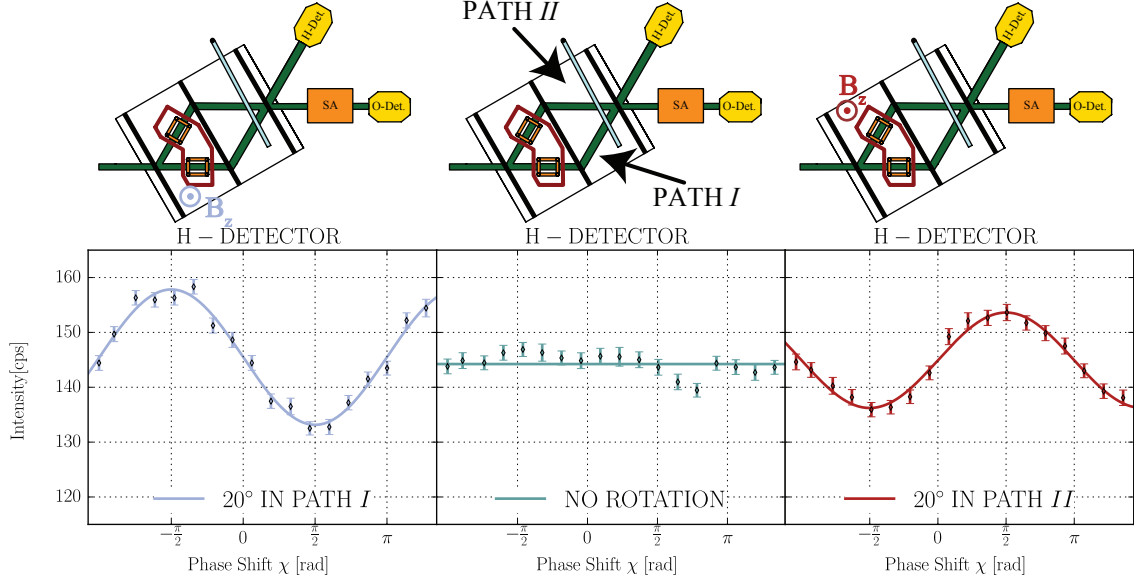 H-Det.
SA
O-Det.
B_z
PATH II
PATH I
H-Det.
SA
O-Det.
B_z
H-Det.
SA
O-Det.
H − DETECTOR
H − DETECTOR
H − DETECTOR
Intensity[cps]
160
150
140
130
120
20° IN PATH I
NO ROTATION
20° IN PATH II
−π/2 0 π/2 π
−π/2 0 π/2 π
−π/2 0 π/2 π
Phase Shift χ [rad]
Phase Shift χ [rad]
Phase Shift χ [rad]